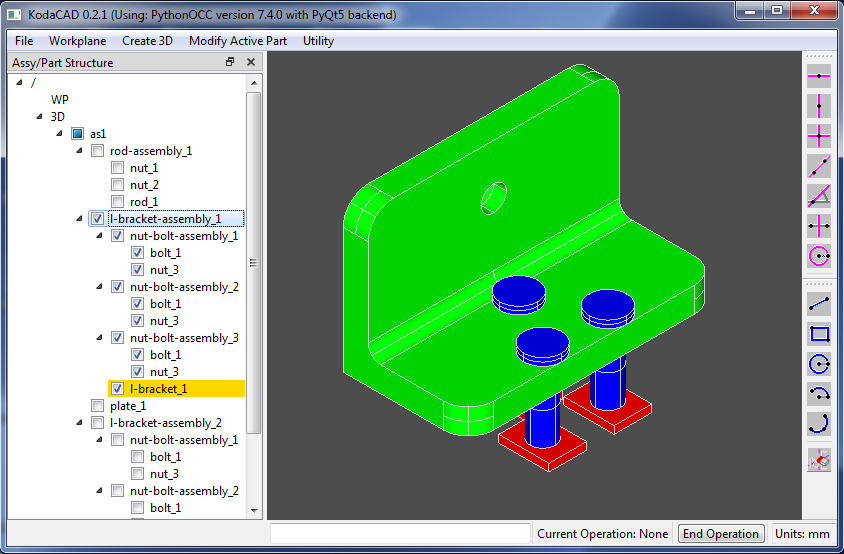 KodaCAD 0.2.1 (Using: PythonOCC version 7.4.0 with PyQt5 backend)
File Workplane Create 3D Modify Active Part Utility
Assy/Part Structure
/
WP
3D
as1
rod-assembly_1
nut_1
nut_2
rod_1
l-bracket-assembly_1
nut-bolt-assembly_1
bolt_1
nut_3
nut-bolt-assembly_2
bolt_1
nut_3
nut-bolt-assembly_3
bolt_1
nut_3
l-bracket_1
plate_1
l-bracket-assembly_2
nut-bolt-assembly_1
bolt_1
nut_3
nut-bolt-assembly_2
bolt_1
Current Operation: None End Operation Units: mm